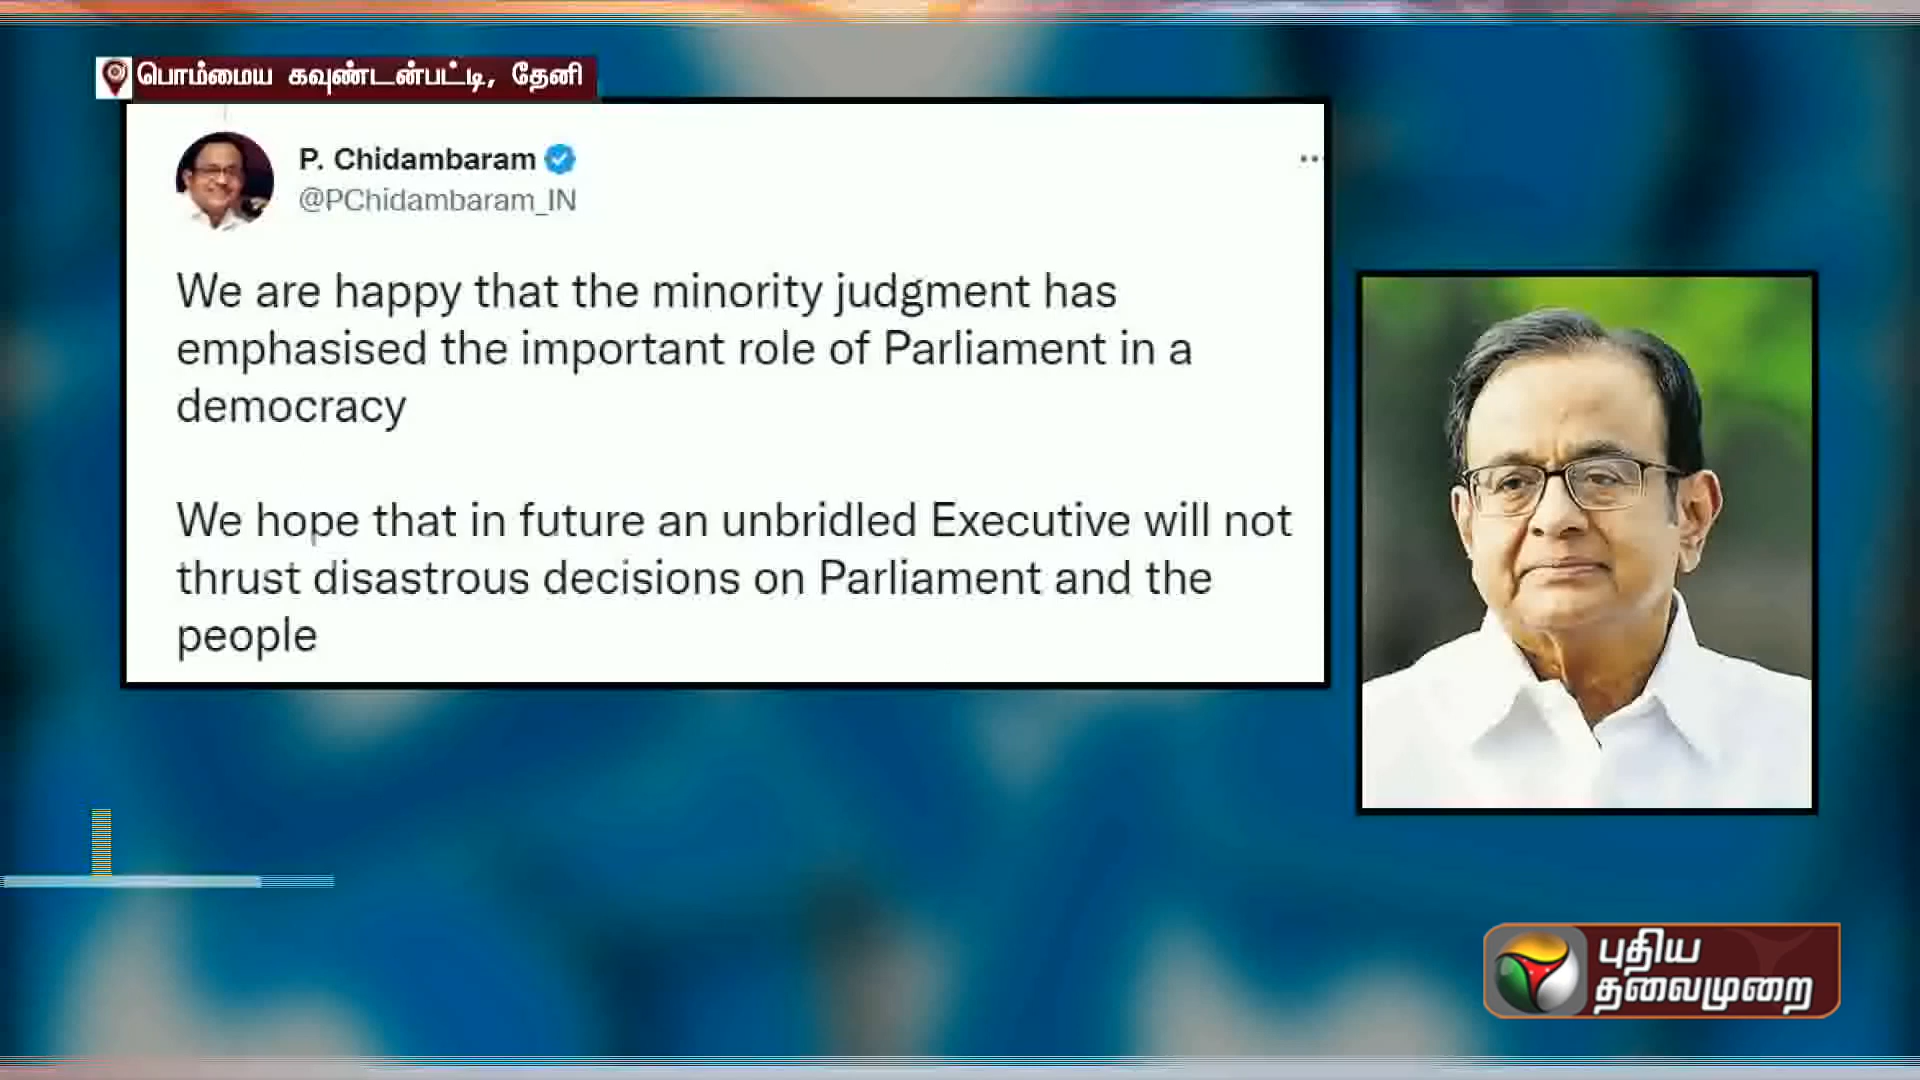 பொம்மைய கவுண்டன்பட்டி, தேனி
P. Chidambaram
@PChidambaram_IN
We are happy that the minority judgment has
emphasised the important role of Parliament in a
democracy
We hope that in future an unbridled Executive will not
thrust disastrous decisions on Parliament and the
people
புதிய
தலைமுறை